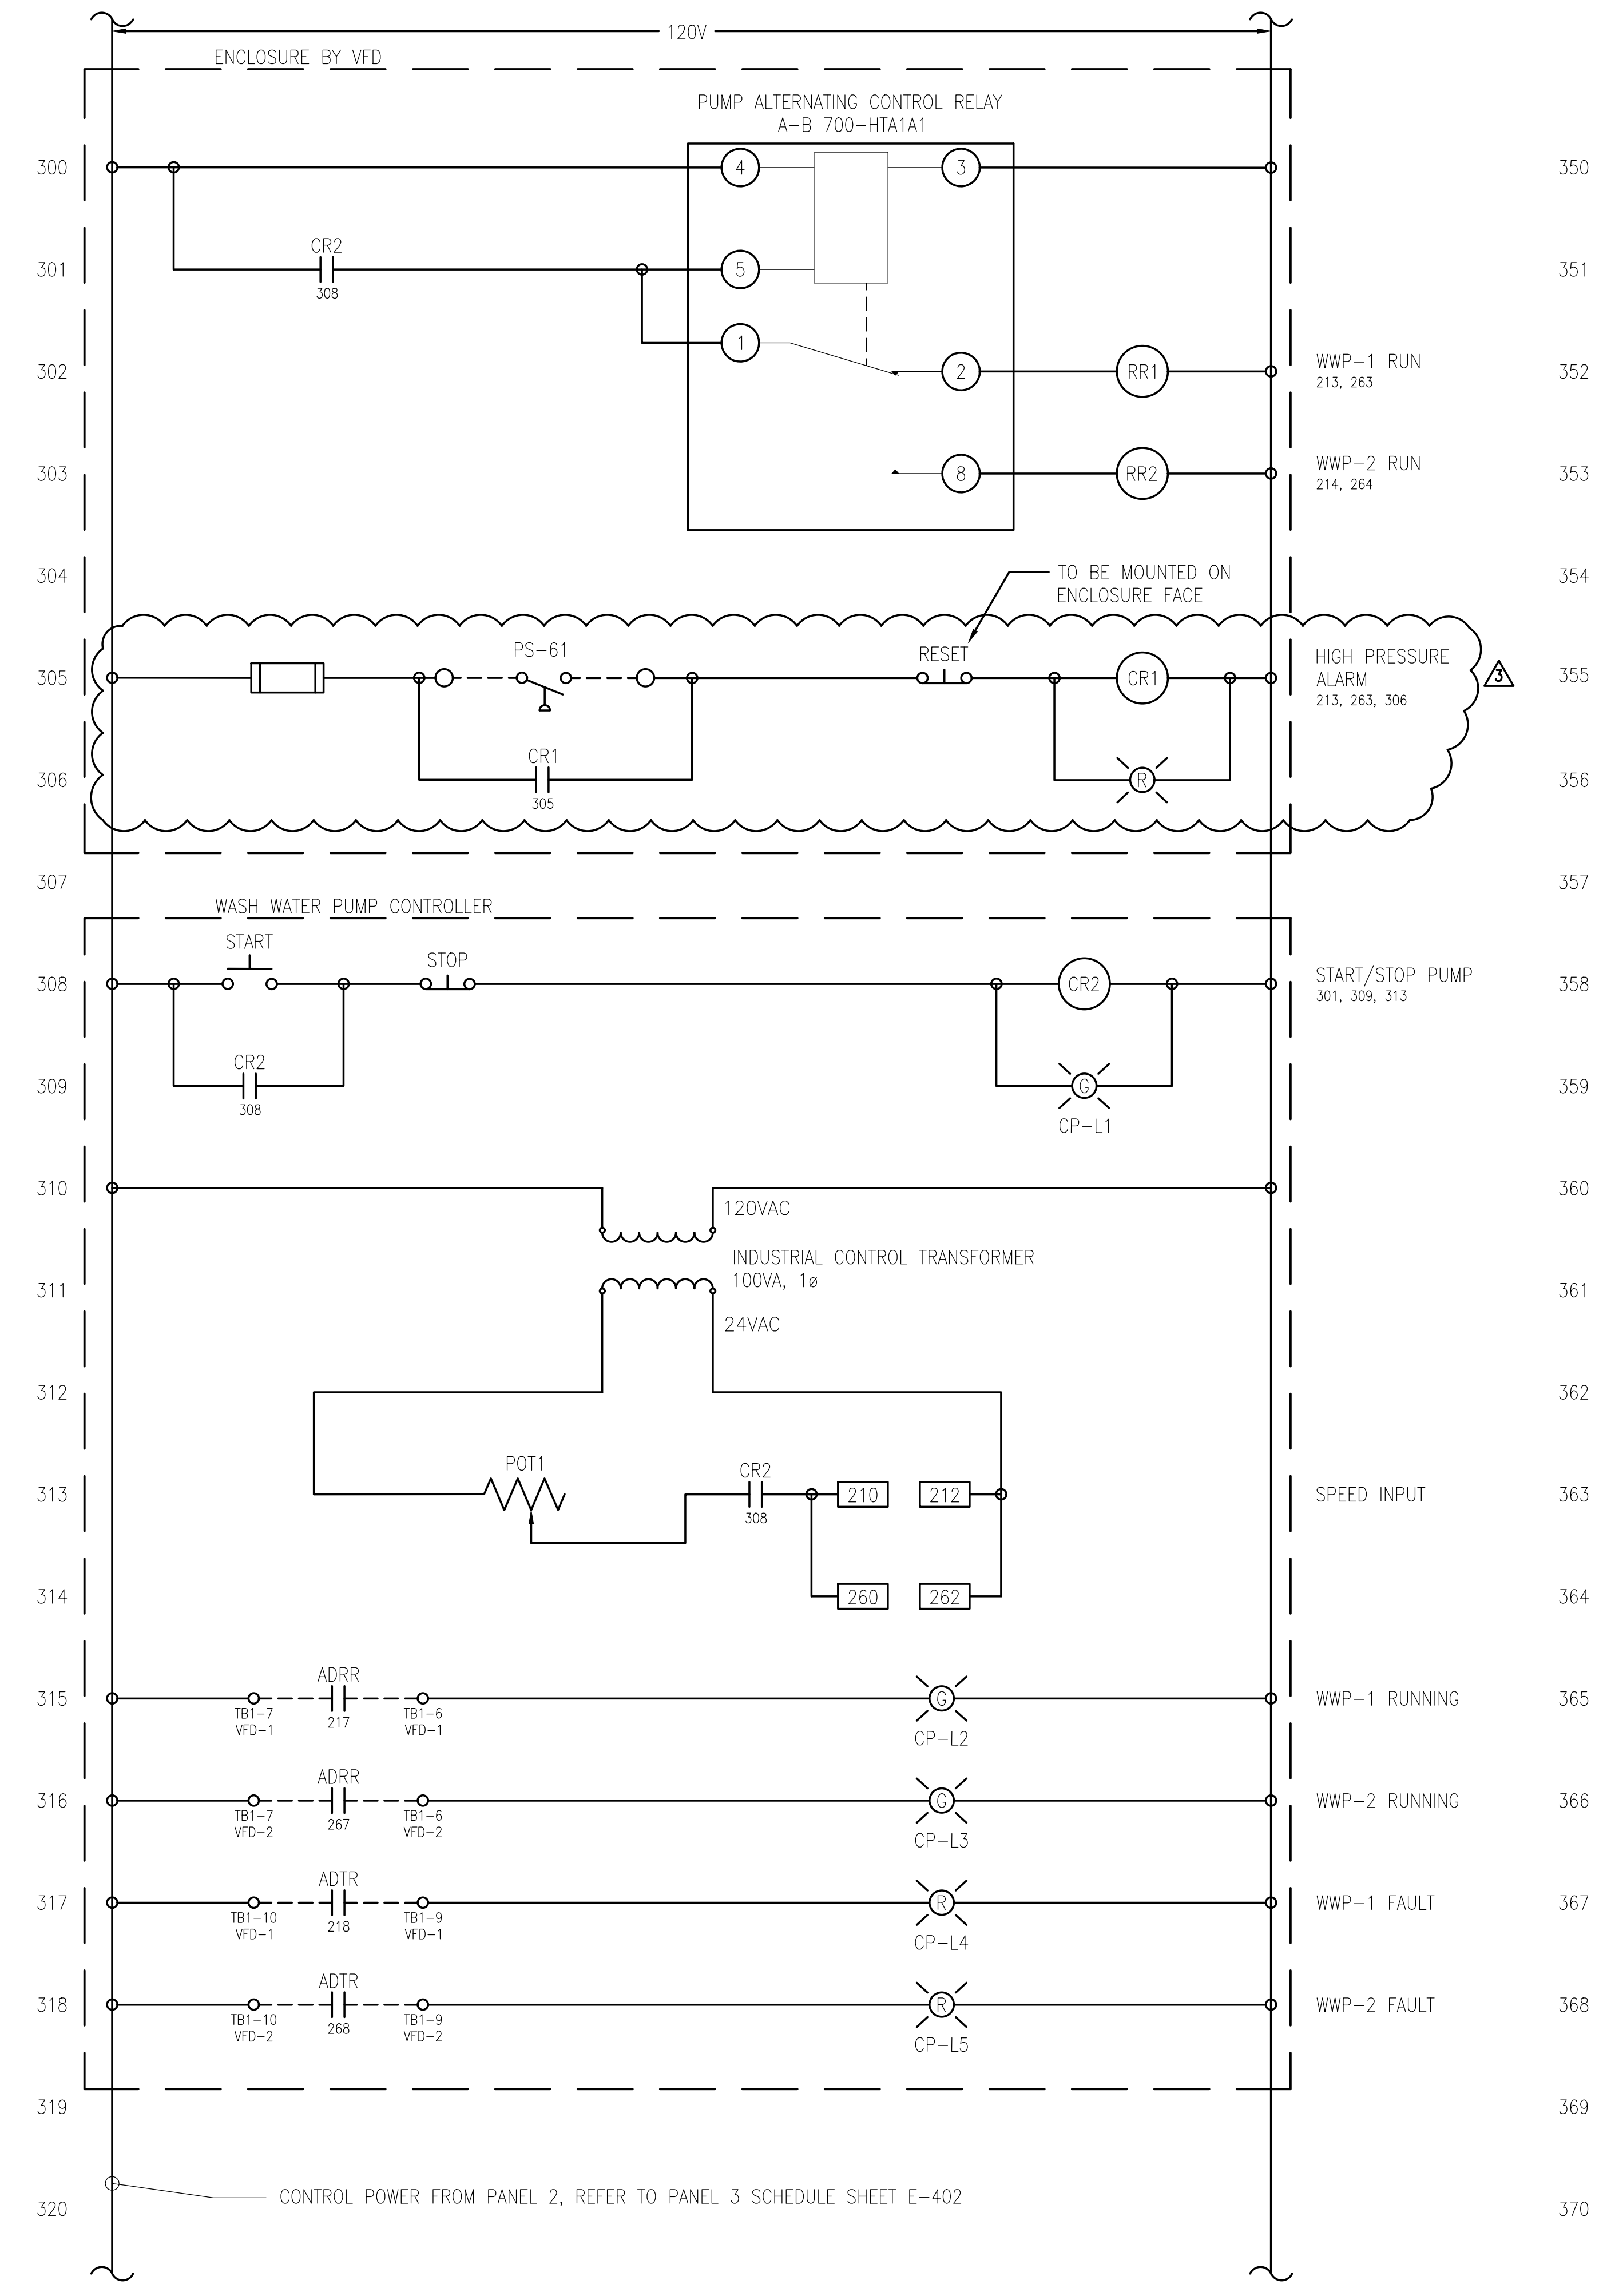 120V
ENCLOSURE BY VFD
PUMP ALTERNATING CONTROL RELAY
A-B 700-HTA1A1
300
4
3
350
CR2
301
308
5
351
1
302
2
RR1
WWP-1 RUN
213, 263
352
303
8
RR2
WWP-2 RUN
214, 264
353
304
TO BE MOUNTED ON
ENCLOSURE FACE
354
305
PS-61
RESET
CR1
HIGH PRESSURE
ALARM
213, 263, 306
3
355
CR1
306
305
R
356
307
357
WASH WATER PUMP CONTROLLER
START
STOP
308
CR2
START/STOP PUMP
301, 309, 313
358
CR2
309
308
G
CP-L1
359
310
120VAC
360
INDUSTRIAL CONTROL TRANSFORMER
100VA, 1ø
311
361
24VAC
312
362
POT1
CR2
313
308
210
212
SPEED INPUT
363
314
260
262
364
ADRR
315
TB1-7
VFD-1
217
TB1-6
VFD-1
G
CP-L2
WWP-1 RUNNING
365
ADRR
316
TB1-7
VFD-2
267
TB1-6
VFD-2
G
CP-L3
WWP-2 RUNNING
366
ADTR
317
TB1-10
VFD-1
218
TB1-9
VFD-1
R
CP-L4
WWP-1 FAULT
367
ADTR
318
TB1-10
VFD-2
268
TB1-9
VFD-2
R
CP-L5
WWP-2 FAULT
368
319
369
320
CONTROL POWER FROM PANEL 2, REFER TO PANEL 3 SCHEDULE SHEET E-402
370